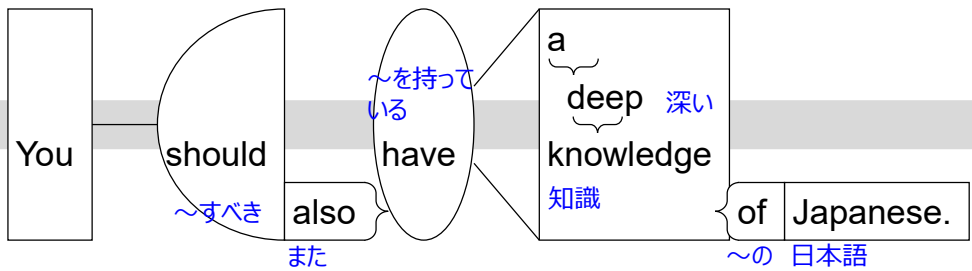 You should also have a deep knowledge of Japanese.
～すべき
また
～を持って
いる
深い
知識
～の 日本語